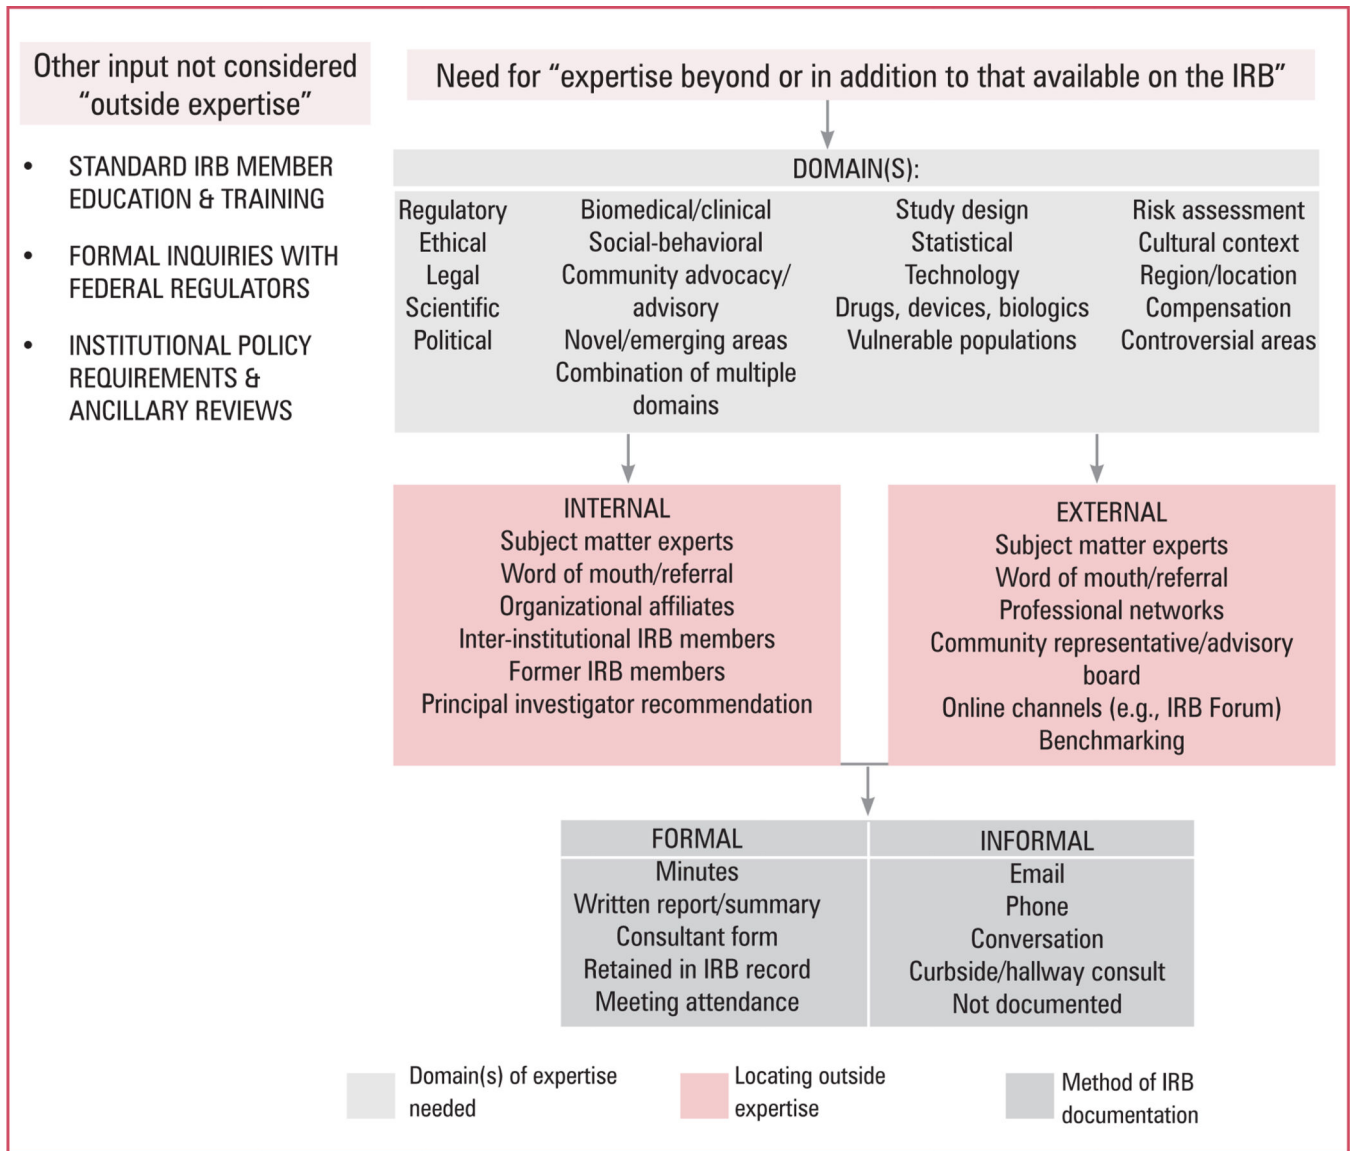 Other input not considered
“outside expertise”
• STANDARD IRB MEMBER
EDUCATION & TRAINING
• FORMAL INQUIRIES WITH
FEDERAL REGULATORS
• INSTITUTIONAL POLICY
REQUIREMENTS &
ANCILLARY REVIEWS
Need for “expertise beyond or in addition to that available on the IRB”
DOMAIN(S):
Regulatory
Ethical
Legal
Scientific
Political
Biomedical/clinical
Social-behavioral
Community advocacy/
advisory
Novel/emerging areas
Combination of multiple
domains
Study design
Statistical
Technology
Drugs, devices, biologics
Vulnerable populations
Risk assessment
Cultural context
Region/location
Compensation
Controversial areas
INTERNAL
Subject matter experts
Word of mouth/referral
Organizational affiliates
Inter-institutional IRB members
Former IRB members
Principal investigator recommendation
EXTERNAL
Subject matter experts
Word of mouth/referral
Professional networks
Community representative/advisory
board
Online channels (e.g., IRB Forum)
Benchmarking
FORMAL
Minutes
Written report/summary
Consultant form
Retained in IRB record
Meeting attendance
INFORMAL
Email
Phone
Conversation
Curbside/hallway consult
Not documented
Domain(s) of expertise
needed
Locating outside
expertise
Method of IRB
documentation